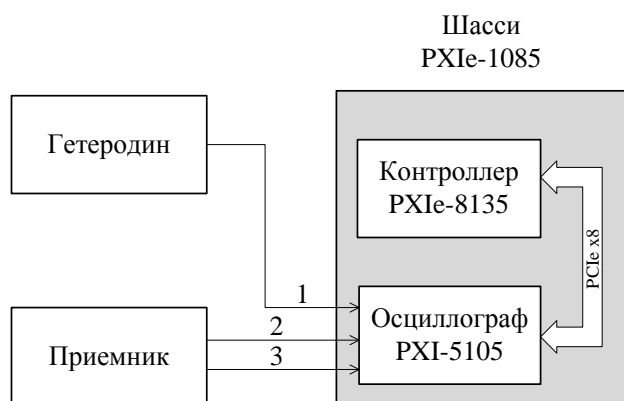 Шасси
PXIe-1085
Гетеродин
Контроллер
PXIe-8135
PCIe x8
1
Осциллограф
PXI-5105
2
Приемник
3